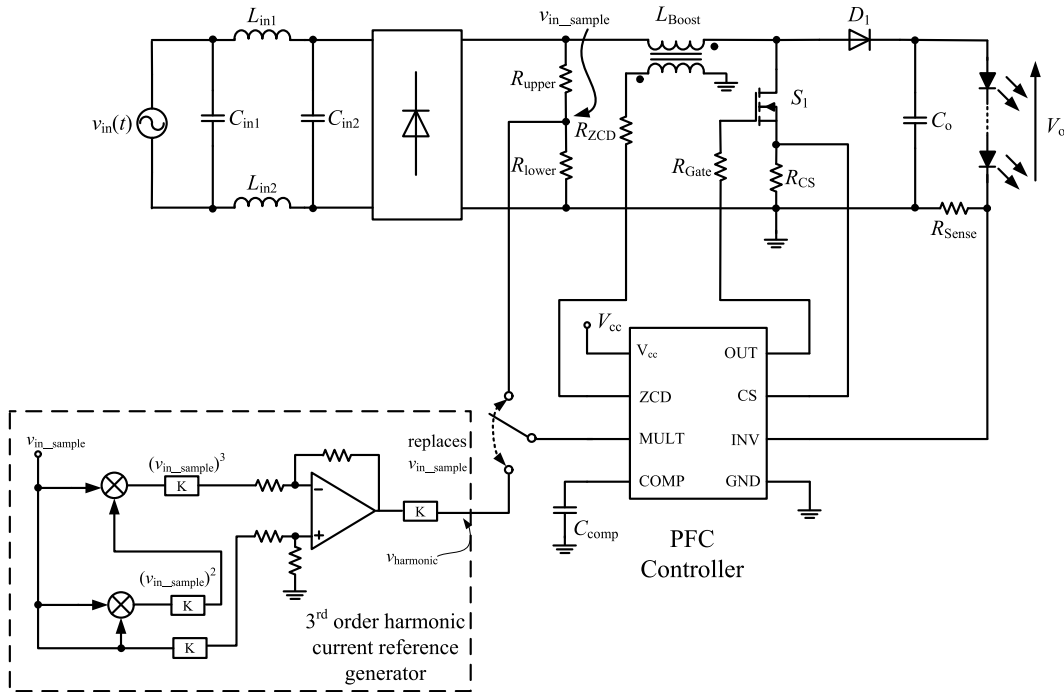 L_in1
v_in_sample
L_Boost
D_1
R_upper
S_1
v_in(t)
C_in1
C_in2
R_ZCD
C_o
V_o
R_lower
R_Gate
R_CS
L_in2
R_Sense
V_cc
V_cc
OUT
ZCD
CS
MULT
INV
COMP
GND
C_comp
PFC
Controller
v_in_sample
replaces
v_in_sample
(v_in_sample)^3
K
−
+
K
v_harmonic
(v_in_sample)^2
K
K
3^rd order harmonic
current reference
generator